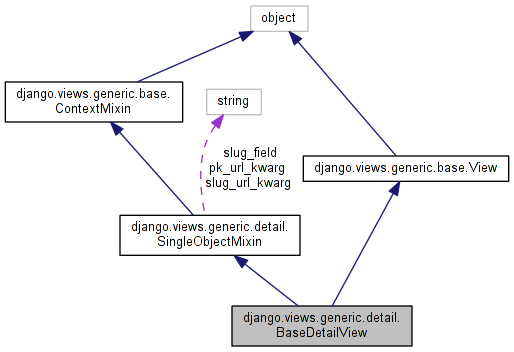 object
django.views.generic.base.
ContextMixin
string
slug_field
pk_url_kwarg
slug_url_kwarg
django.views.generic.base.View
django.views.generic.detail.
SingleObjectMixin
django.views.generic.detail.
BaseDetailView